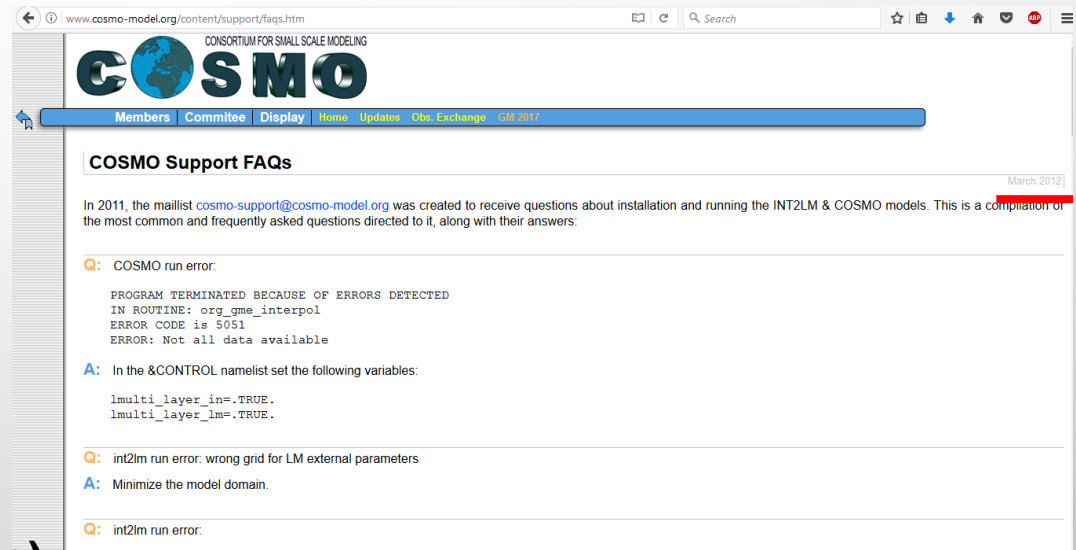 www.cosmo-model.org/content/support/faqs.htm
Search
ABP
CONSORTIUM FOR SMALL SCALE MODELING
COSMO
Members Commitee Display Home Updates Obs. Exchange GM 2017
COSMO Support FAQs
March 2012
In 2011, the maillist cosmo-support@cosmo-model.org was created to receive questions about installation and running the INT2LM & COSMO models. This is a compilation of
the most common and frequently asked questions directed to it, along with their answers:
Q: COSMO run error:
PROGRAM TERMINATED BECAUSE OF ERRORS DETECTED
IN ROUTINE: org_gme_interpol
ERROR CODE is 5051
ERROR: Not all data available
A: In the &CONTROL namelist set the following variables:
lmulti_layer_in=.TRUE.
lmulti_layer_lm=.TRUE.
Q: int2lm run error: wrong grid for LM external parameters
A: Minimize the model domain.
Q: int2lm run error: